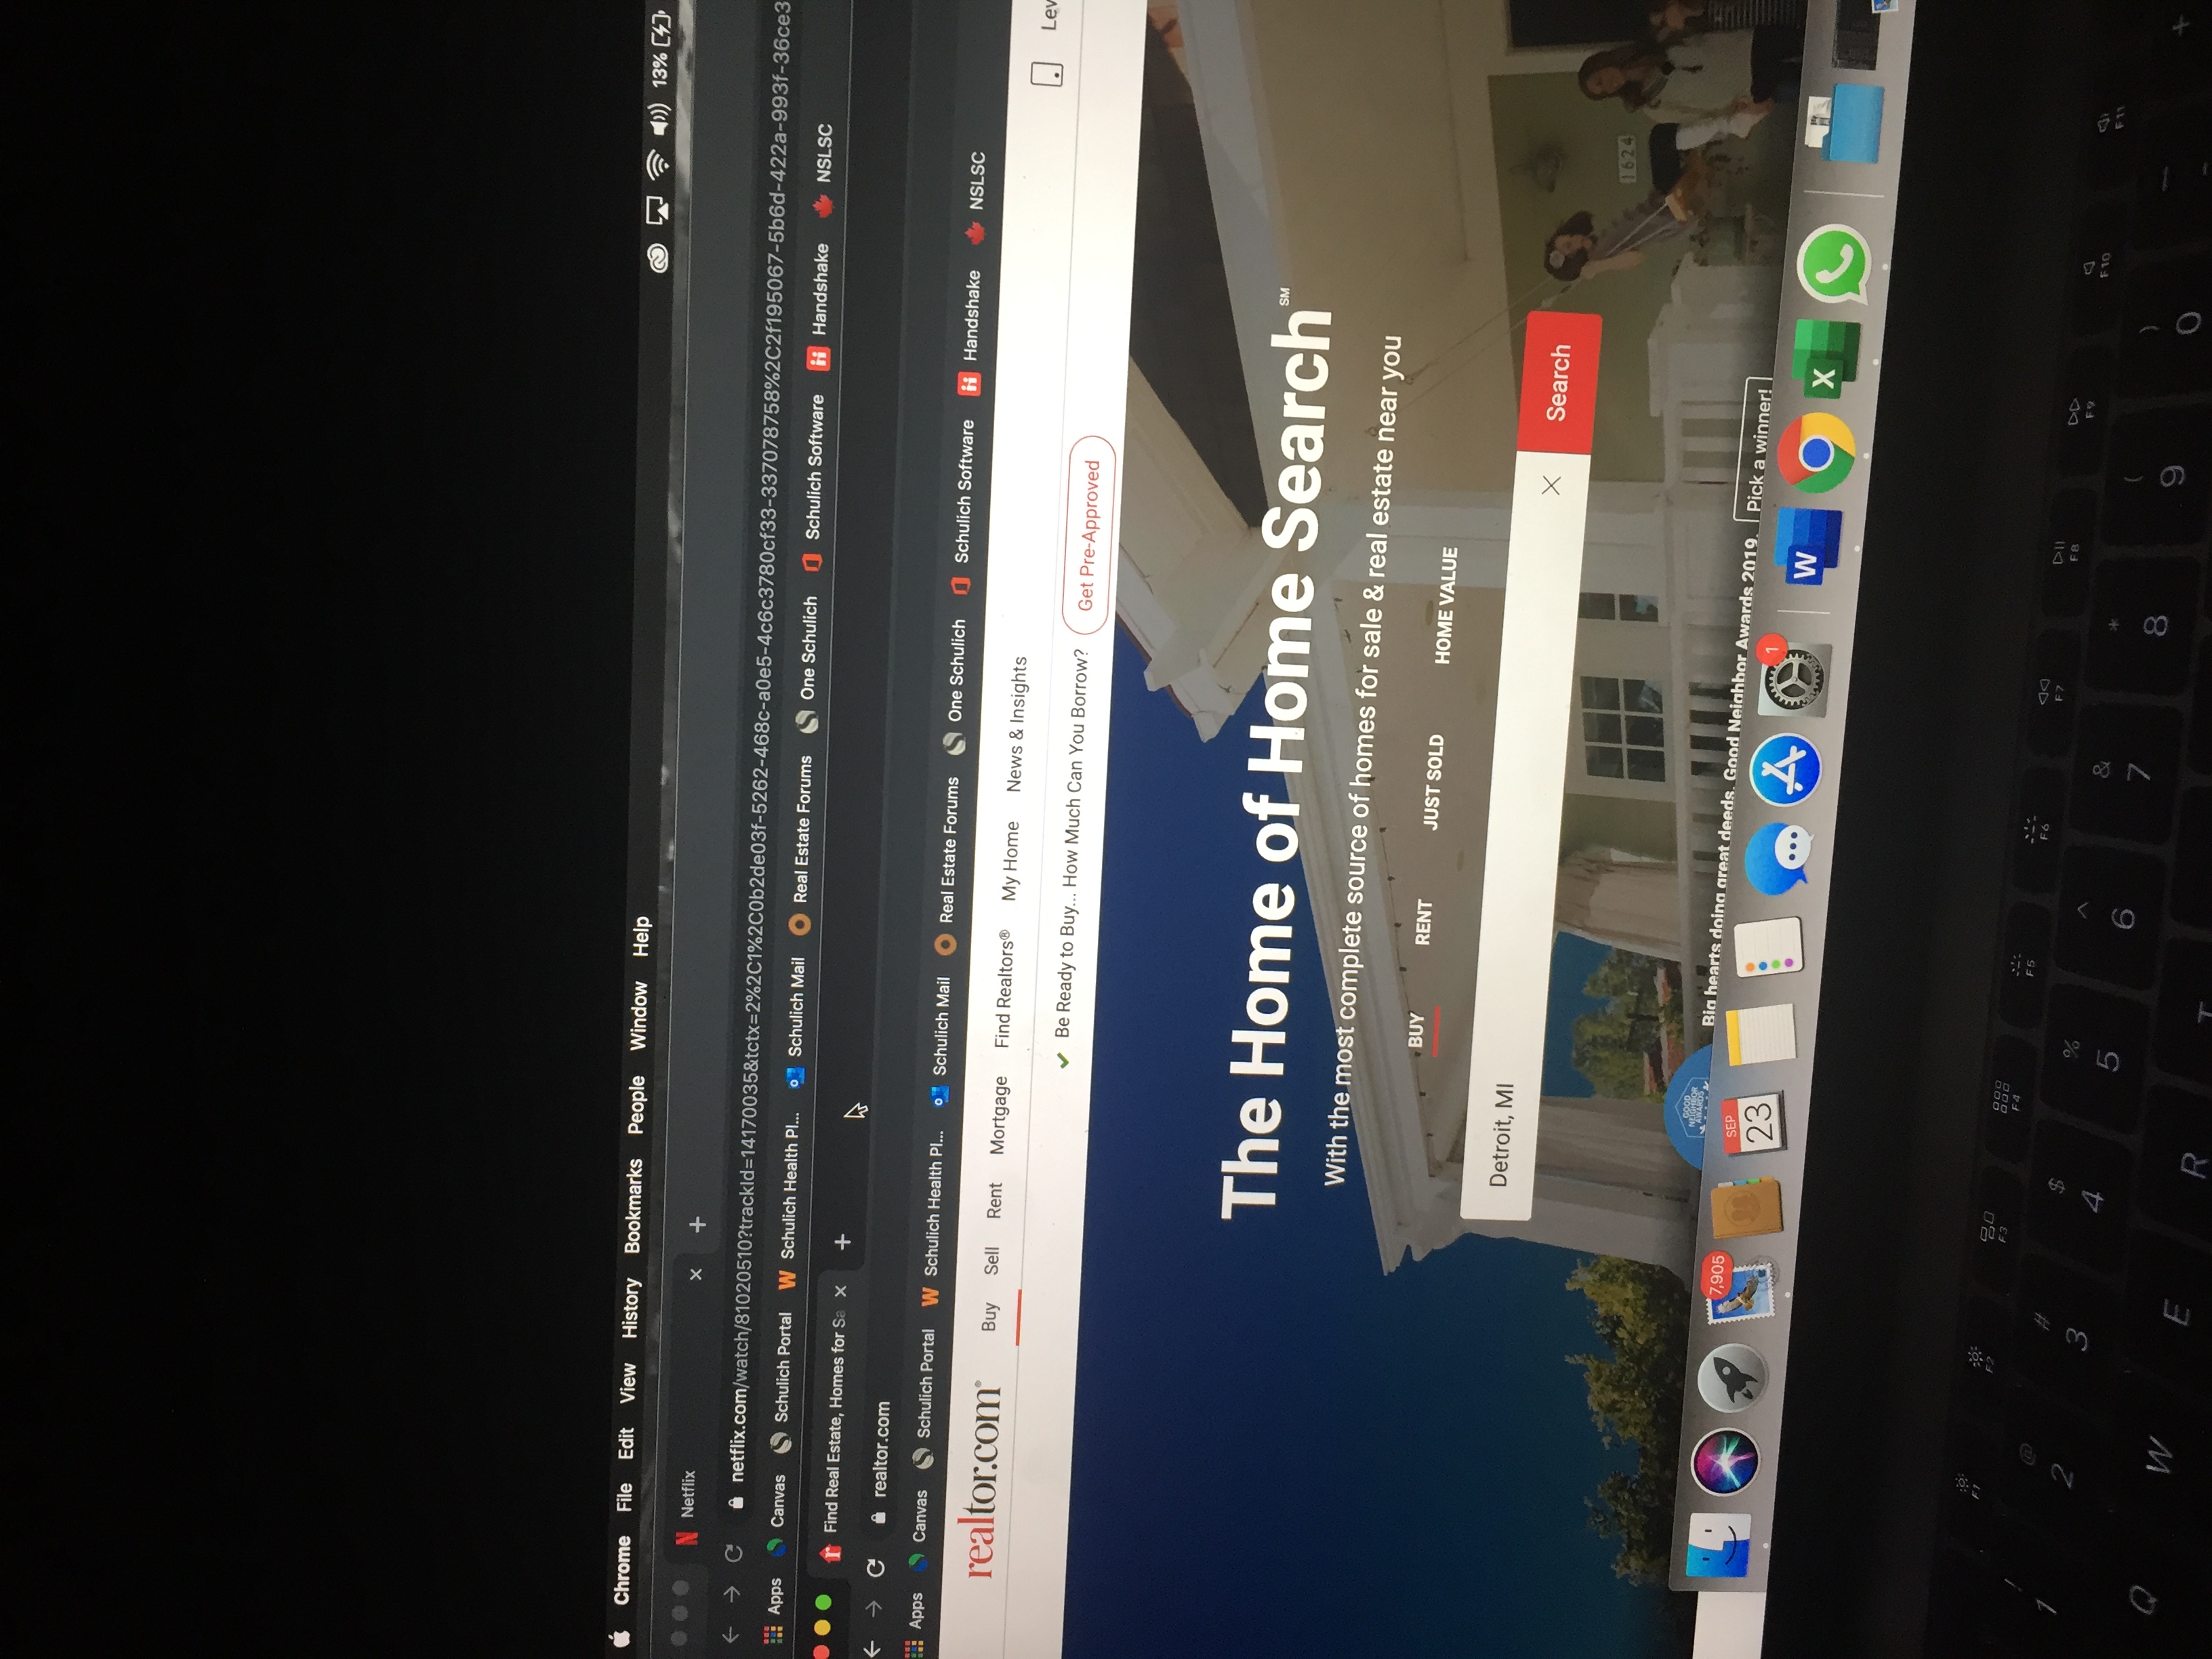 Chrome File Edit View History Bookmarks People Window Help 13%
Netflix
netflix.com/watch/81020510?trackId=14170035&tctx=2%2C1%2C0b2de03f-5262-468c-a0e5-4c6c3780cf33-337078758%2C2f195067-5b6d-422a-993f-36ce3
Apps Canvas Schulich Portal Schulich Health Pl... Schulich Mail Real Estate Forums One Schulich Schulich Software Handshake NSLSC
Find Real Estate, Homes for Sa
realtor.com
Apps Canvas Schulich Portal Schulich Health Pl... Schulich Mail Real Estate Forums One Schulich Schulich Software Handshake NSLSC
realtor.com® Buy Sell Rent Mortgage Find Realtors® My Home News & Insights Lev
Be Ready to Buy... How Much Can You Borrow? Get Pre-Approved
The Home of Home Search℠
With the most complete source of homes for sale & real estate near you
BUY RENT JUST SOLD HOME VALUE
Detroit, MI Search
1624
GOOD NEIGHBOR AWARDS
Big hearts doing great deeds. Good Neighbor Awards 2019. Pick a winner!
7,905 SEP 23 1 W X
F1 F2 F3 F4 F5 F6 F7 F8 F9 F10 F11
! @ # $ % ^ & * ( ) — +
1 2 3 4 5 6 7 8 9 0
Q W E R T